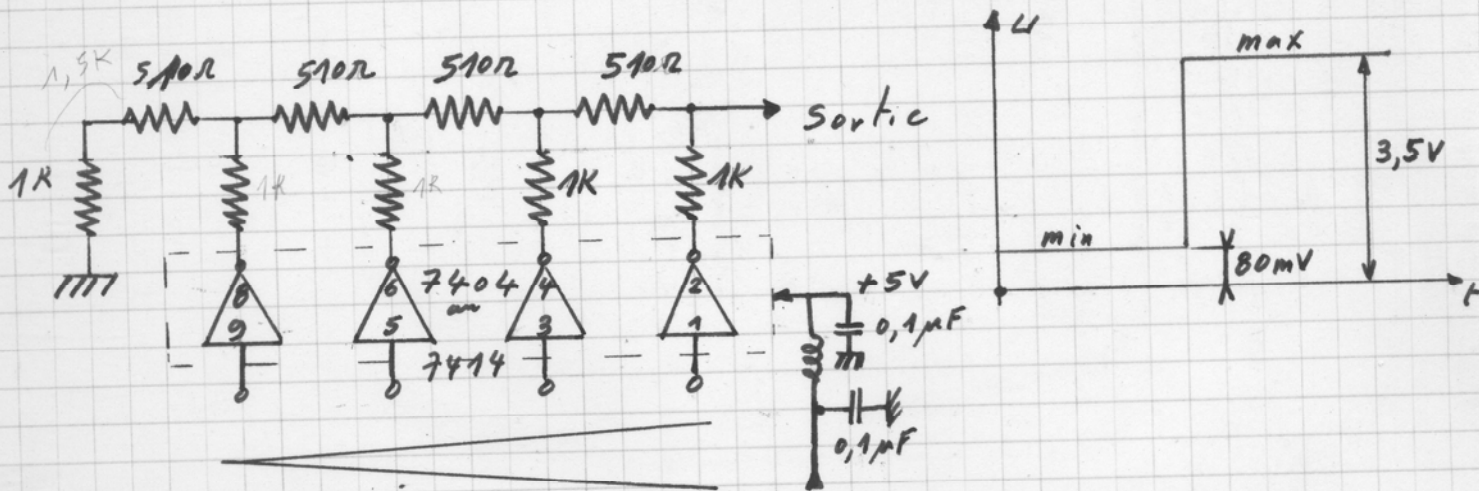 1,5K
510Ω 510Ω 510Ω 510Ω
Sortie
1K 1K 1K 1K 1K
8 6 7404 4 2
9 5 3 1
7414
+5V
0,1µF
0,1µF
U
max
3,5V
min
80mV
t